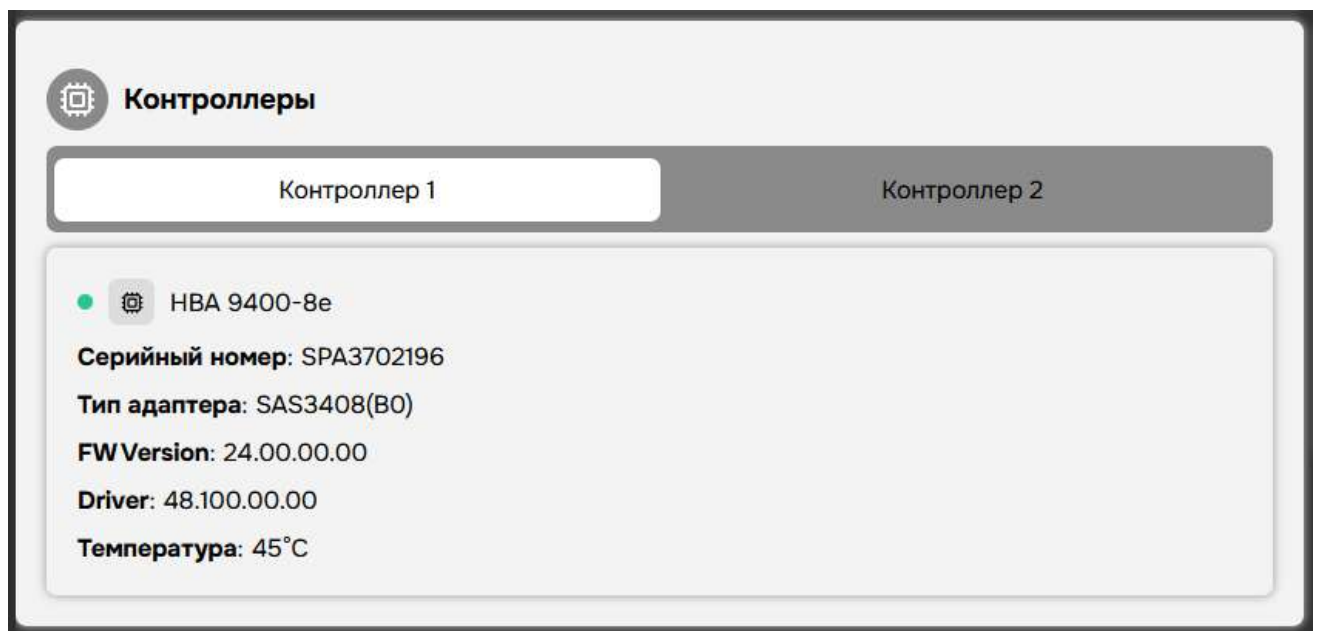 Контроллеры
Контроллер 1
Контроллер 2
HBA 9400-8e
Серийный номер: SPA3702196
Тип адаптера: SAS3408(B0)
FW Version: 24.00.00.00
Driver: 48.100.00.00
Температура: 45°C